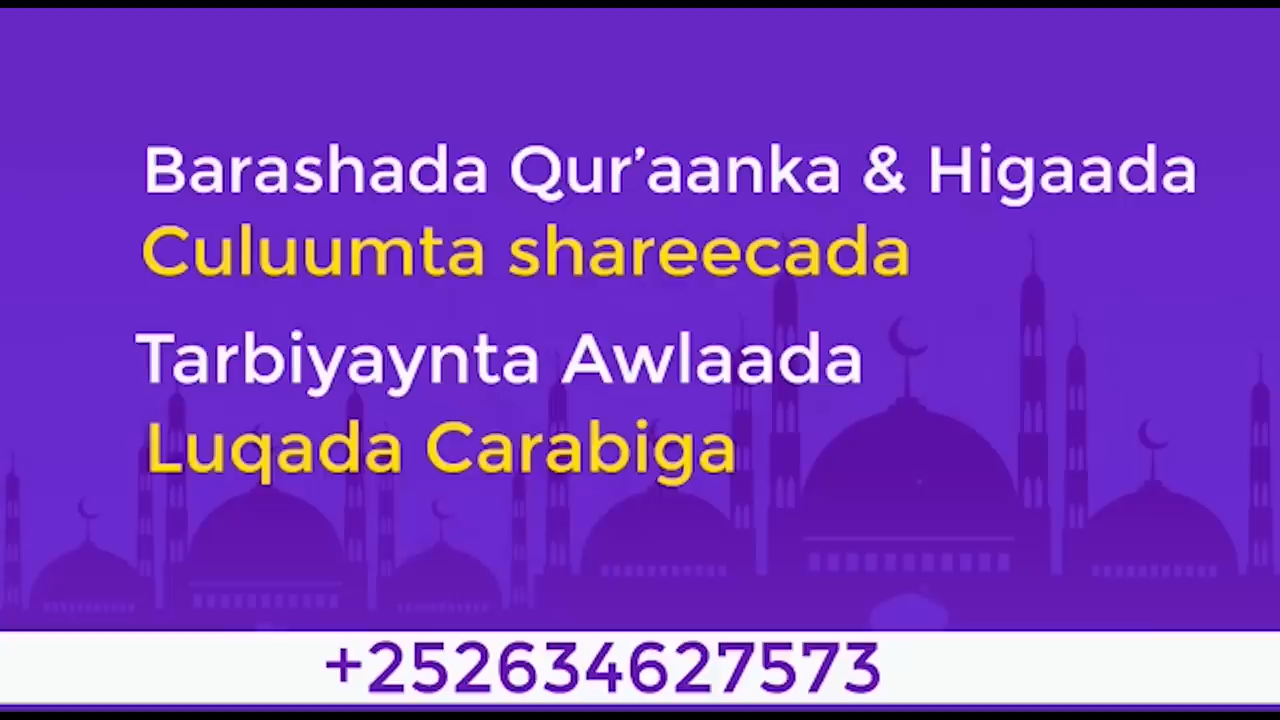 Barashada Qur’aanka & Higaada
Culuumta shareecada
Tarbiyaynta Awlaada
Luqada Carabiga
+252634627573